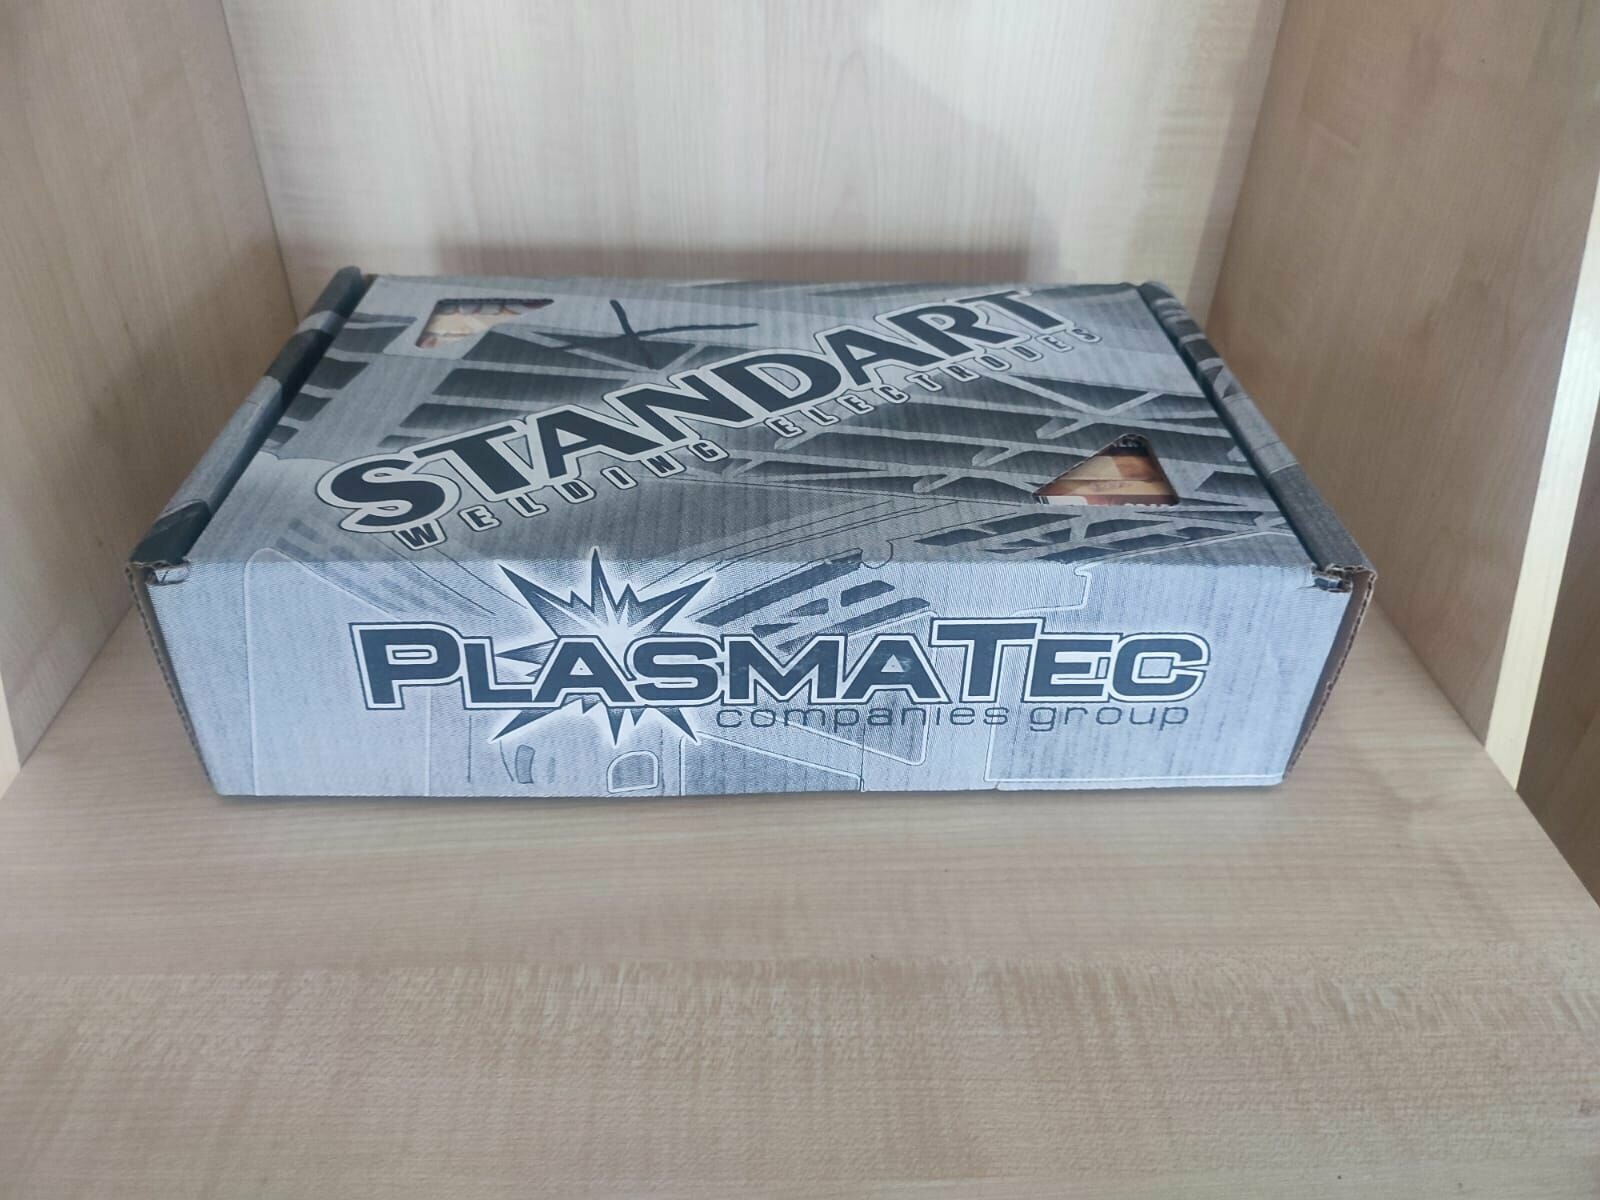 STANDART
WELDING ELECTRODES
PLASMATEC
companies group